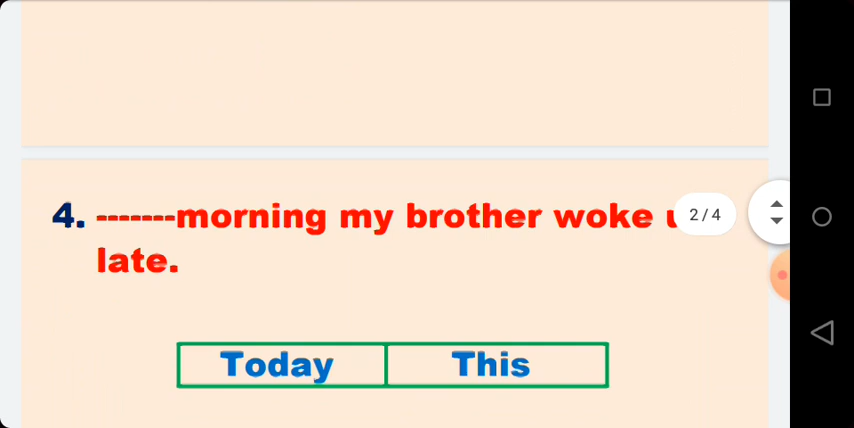 4. -------morning my brother woke
2/4
late.
Today This